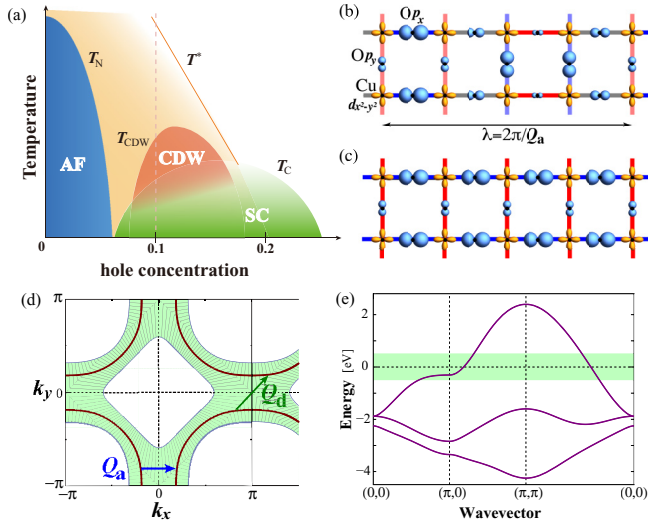 (a)
T_N
T*
T_CDW
CDW
AF
T_C
SC
Temperature
0
0.1
0.2
hole concentration
(b)
Op_x
Op_y
Cu
d_x²-y²
λ=2π/Q_a
(c)
(d)
π
k_y 0
−π
Q_d
Q_a
−π 0 π
k_x
(e)
Energy [eV]
2
0
−2
−4
(0,0) (π,0) (π,π) (0,0)
Wavevector